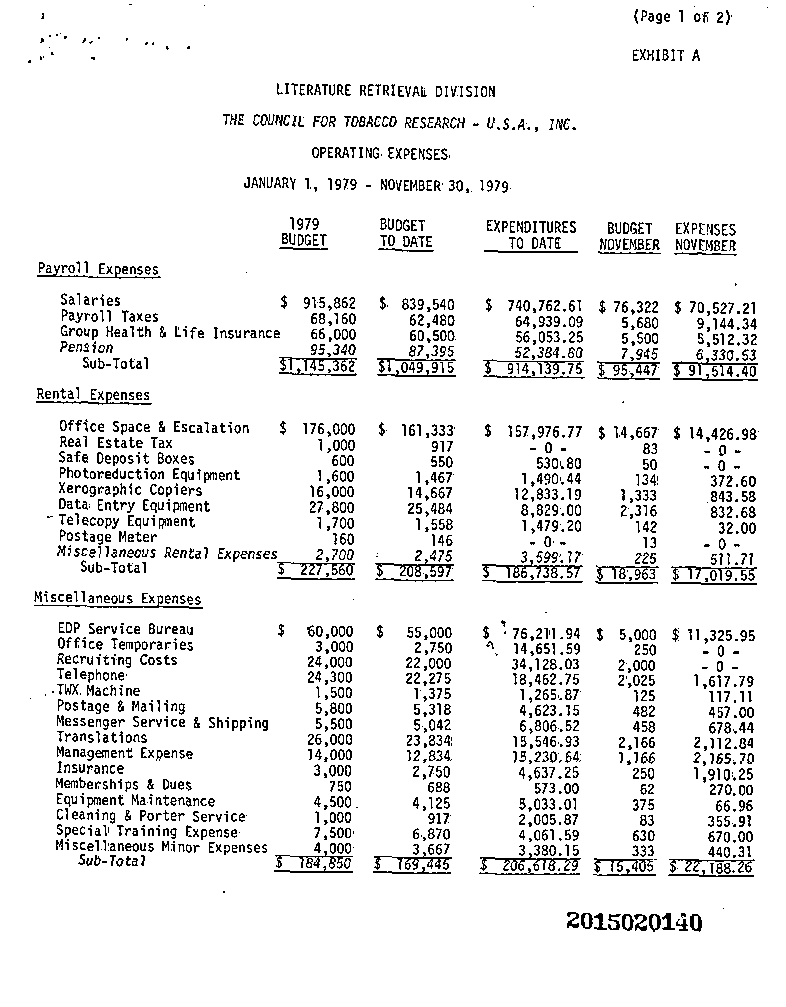 (Page 1 of 2)
EXHIBIT A
LITERATURE RETRIEVAL DIVISION
THE COUNCIL FOR TOBACCO RESEARCH - U.S.A., INC.
OPERATING EXPENSES
JANUARY 1, 1979 - NOVEMBER 30, 1979
1979 BUDGET EXPENDITURES BUDGET EXPENSES
BUDGET TO DATE TO DATE NOVEMBER NOVEMBER
Payroll Expenses
Salaries $ 915,862 $ 839,540 $ 740,762.61 $ 76,322 $ 70,527.21
Payroll Taxes 68,160 62,480 64,939.09 5,680 9,144.34
Group Health & Life Insurance 66,000 60,500 56,053.25 5,500 5,512.32
Pension 95,340 87,395 52,384.80 7,945 6,330.53
Sub-Total $1,145,362 $1,049,915 $ 914,139.75 $ 95,447 $ 91,514.40
Rental Expenses
Office Space & Escalation $ 176,000 $ 161,333 $ 157,976.77 $ 14,667 $ 14,426.98
Real Estate Tax 1,000 917 - 0 - 83 - 0 -
Safe Deposit Boxes 600 550 530.80 50 - 0 -
Photoreduction Equipment 1,600 1,467 1,490.44 134 372.60
Xerographic Copiers 16,000 14,667 12,833.19 1,333 843.58
Data Entry Equipment 27,800 25,484 8,829.00 2,316 832.68
Telecopy Equipment 1,700 1,558 1,479.20 142 32.00
Postage Meter 160 146 - 0 - 13 - 0 -
Miscellaneous Rental Expenses 2,700 2,475 3,599.17 225 511.71
Sub-Total $ 227,560 $ 208,597 $ 186,738.57 $ 18,963 $ 17,019.55
Miscellaneous Expenses
EDP Service Bureau $ 60,000 $ 55,000 $ 76,211.94 $ 5,000 $ 11,325.95
Office Temporaries 3,000 2,750 14,651.59 250 - 0 -
Recruiting Costs 24,000 22,000 34,128.03 2,000 - 0 -
Telephone 24,300 22,275 18,462.75 2,025 1,617.79
TWX Machine 1,500 1,375 1,265.87 125 117.11
Postage & Mailing 5,800 5,318 4,623.15 482 457.00
Messenger Service & Shipping 5,500 5,042 6,806.52 458 678.44
Translations 26,000 23,834 15,546.93 2,166 2,112.84
Management Expense 14,000 12,834 15,230.64 1,166 2,165.70
Insurance 3,000 2,750 4,637.25 250 1,910.25
Memberships & Dues 750 688 573.00 62 270.00
Equipment Maintenance 4,500 4,125 5,033.01 375 66.96
Cleaning & Porter Service 1,000 917 2,005.87 83 355.91
Special Training Expense 7,500 6,870 4,061.59 630 670.00
Miscellaneous Minor Expenses 4,000 3,667 3,380.15 333 440.31
Sub-Total $ 184,850 $ 169,445 $ 206,618.29 $ 15,405 $ 22,188.26
2015020140